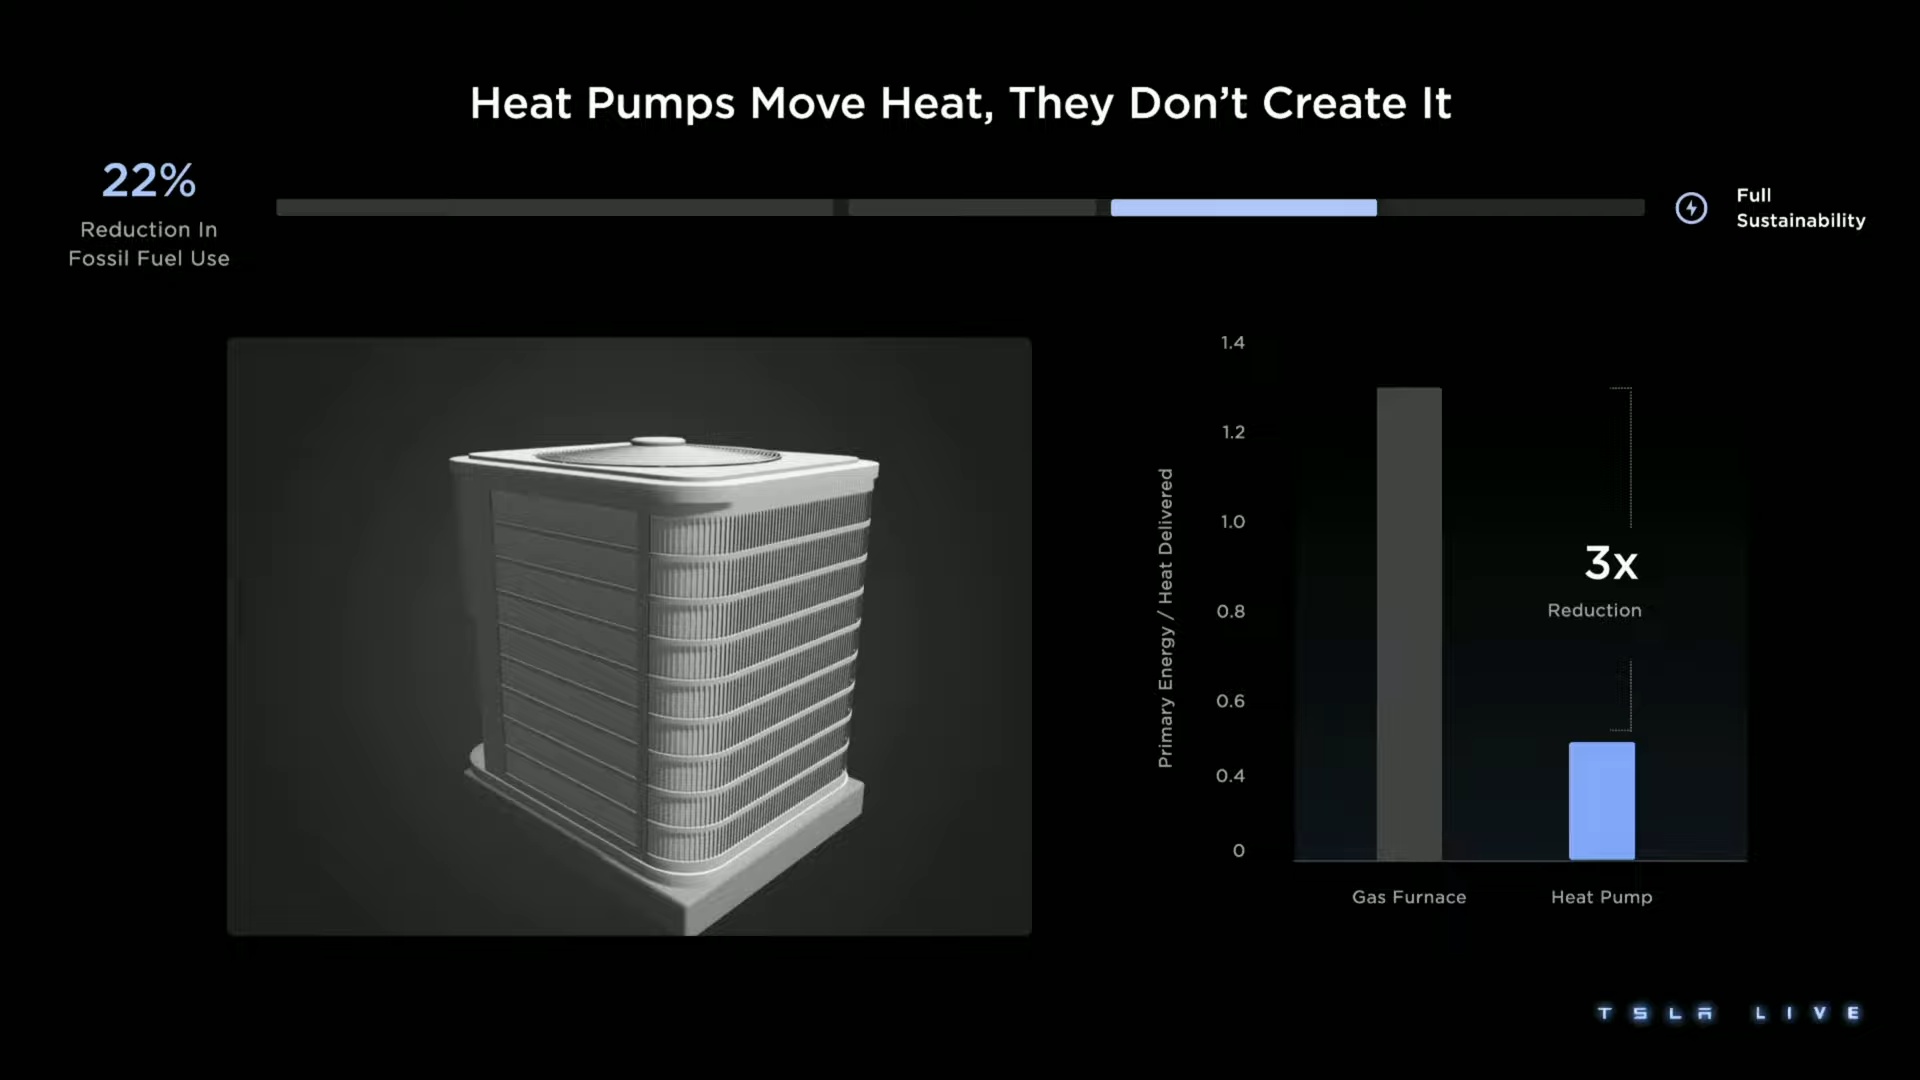 Heat Pumps Move Heat, They Don’t Create It
22%
Reduction In
Fossil Fuel Use
Full
Sustainability
Primary Energy / Heat Delivered
1.4
1.2
1.0
0.8
0.6
0.4
0
3x
Reduction
Gas Furnace
Heat Pump
TSLA LIVE